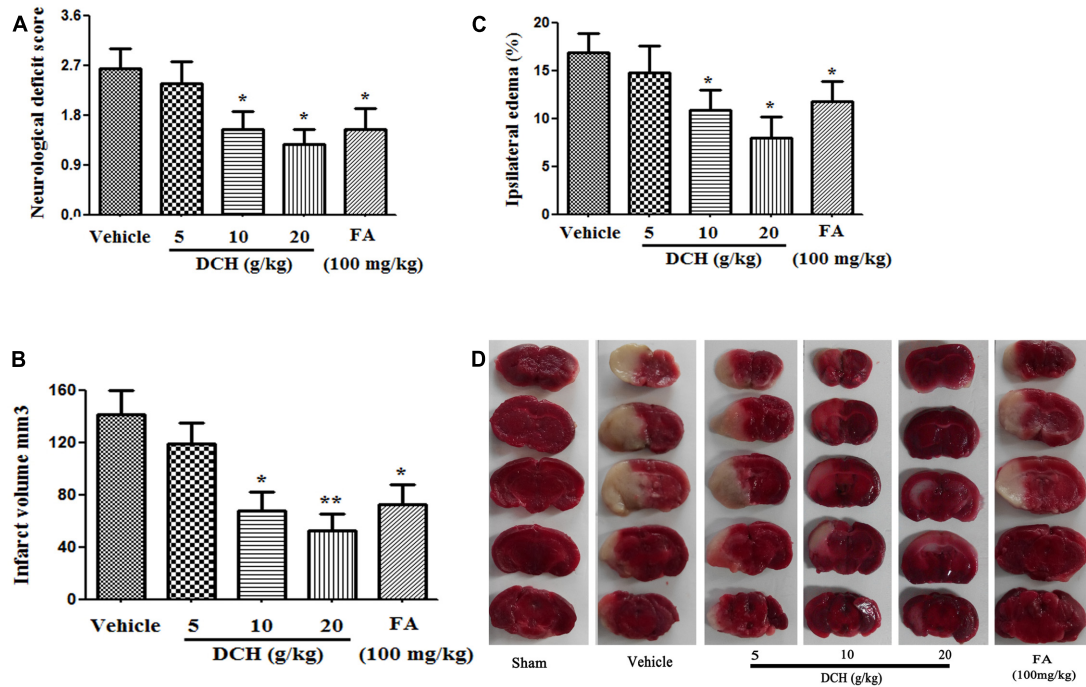 A
Neurological deficit score
3.6
2.7
1.8
0.9
0.0
* * *
Vehicle 5 10 20 FA
DCH (g/kg) (100 mg/kg)
C
Ipsilateral edema (%)
20
15
10
5
0
* * *
Vehicle 5 10 20 FA
DCH (g/kg) (100 mg/kg)
B
Infarct volume mm3
160
120
80
40
0
* ** *
Vehicle 5 10 20 FA
DCH (g/kg) (100 mg/kg)
D
Sham Vehicle 5 10 20 FA
DCH (g/kg) (100mg/kg)